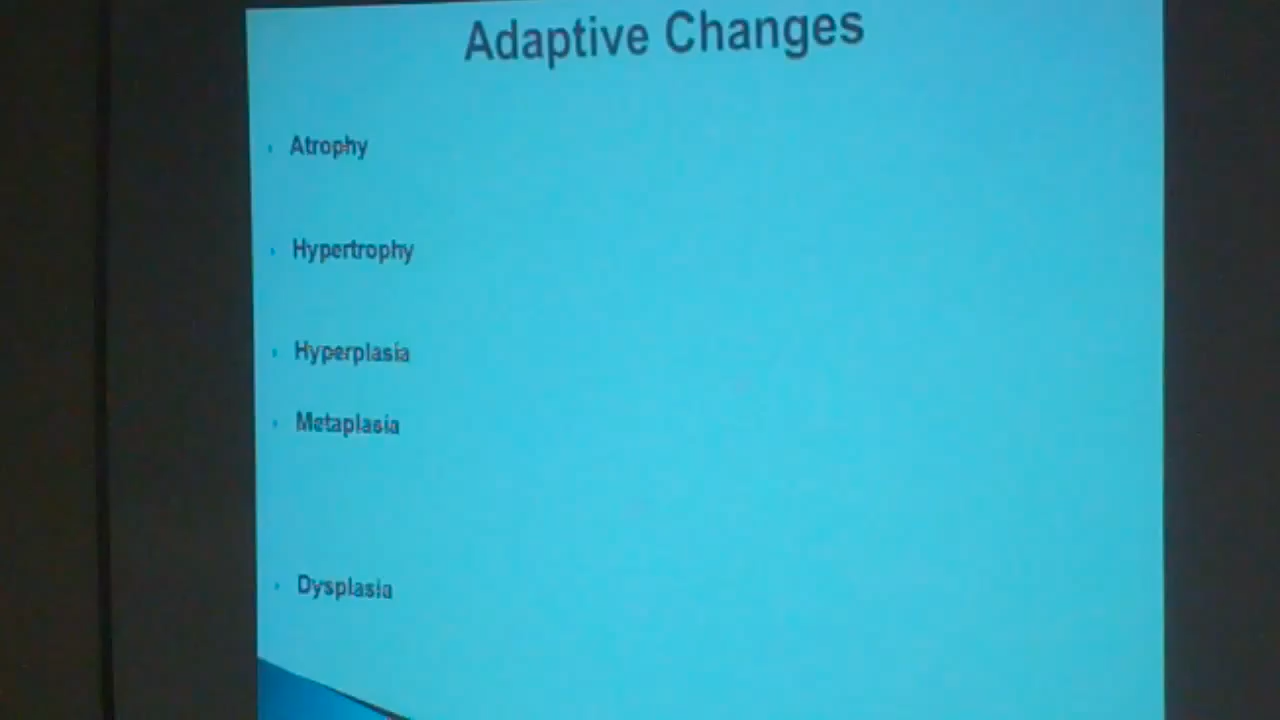 Adaptive Changes
Atrophy
Hypertrophy
Hyperplasia
Metaplasia
Dysplasia